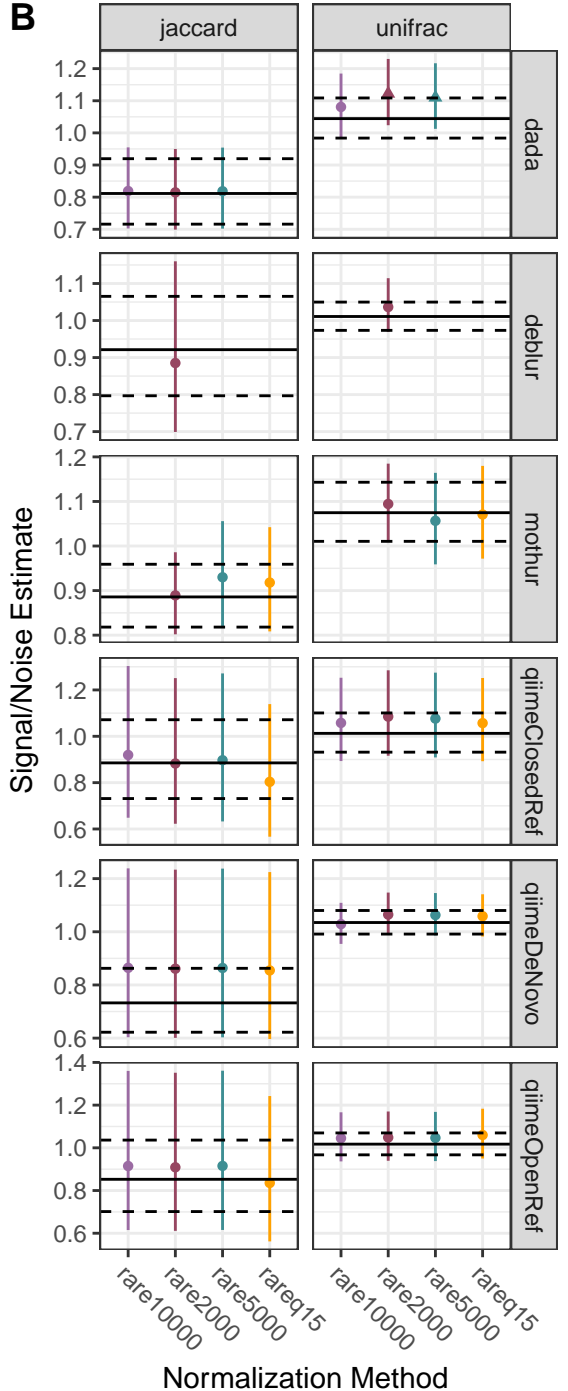 B
jaccard
unifrac
Signal/Noise Estimate
1.2
1.1
1.0
0.9
0.8
0.7
dada
1.1
1.0
0.9
0.8
0.7
deblur
1.2
1.1
1.0
0.9
0.8
mothur
1.2
1.0
0.8
0.6
qiimeClosedRef
1.2
1.0
0.8
0.6
qiimeDeNovo
1.4
1.2
1.0
0.8
0.6
qiimeOpenRef
rare10000
rare2000
rare5000
rareq15
rare10000
rare2000
rare5000
rareq15
Normalization Method